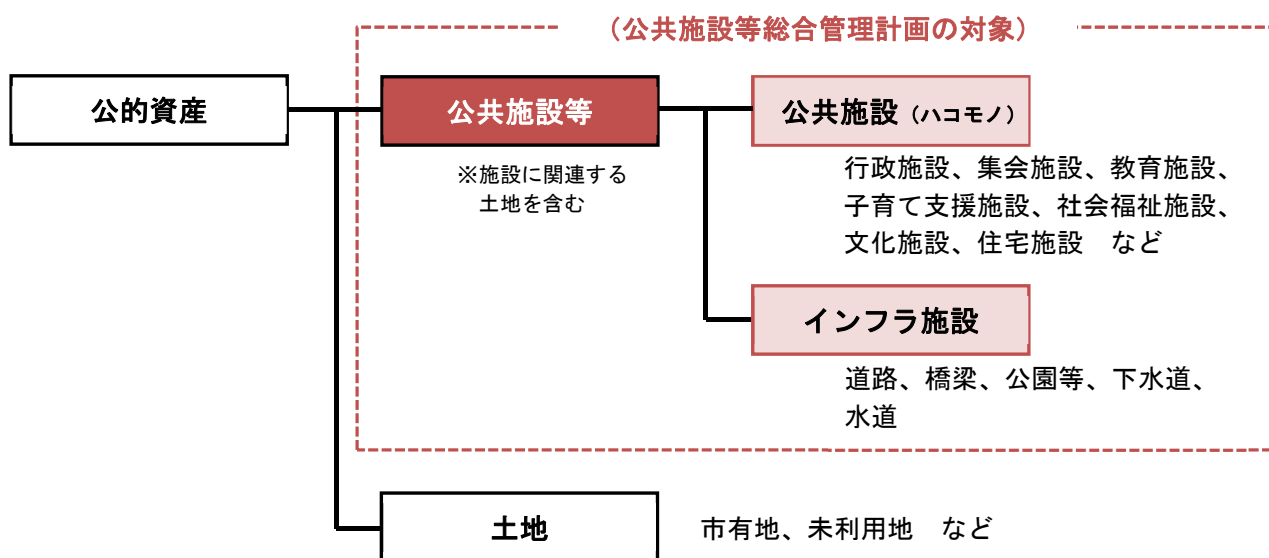 （公共施設等総合管理計画の対象）
公的資産
公共施設等
※施設に関連する
土地を含む
公共施設（ハコモノ）
行政施設、集会施設、教育施設、
子育て支援施設、社会福祉施設、
文化施設、住宅施設　など
インフラ施設
道路、橋梁、公園等、下水道、
水道
土地
市有地、未利用地　など